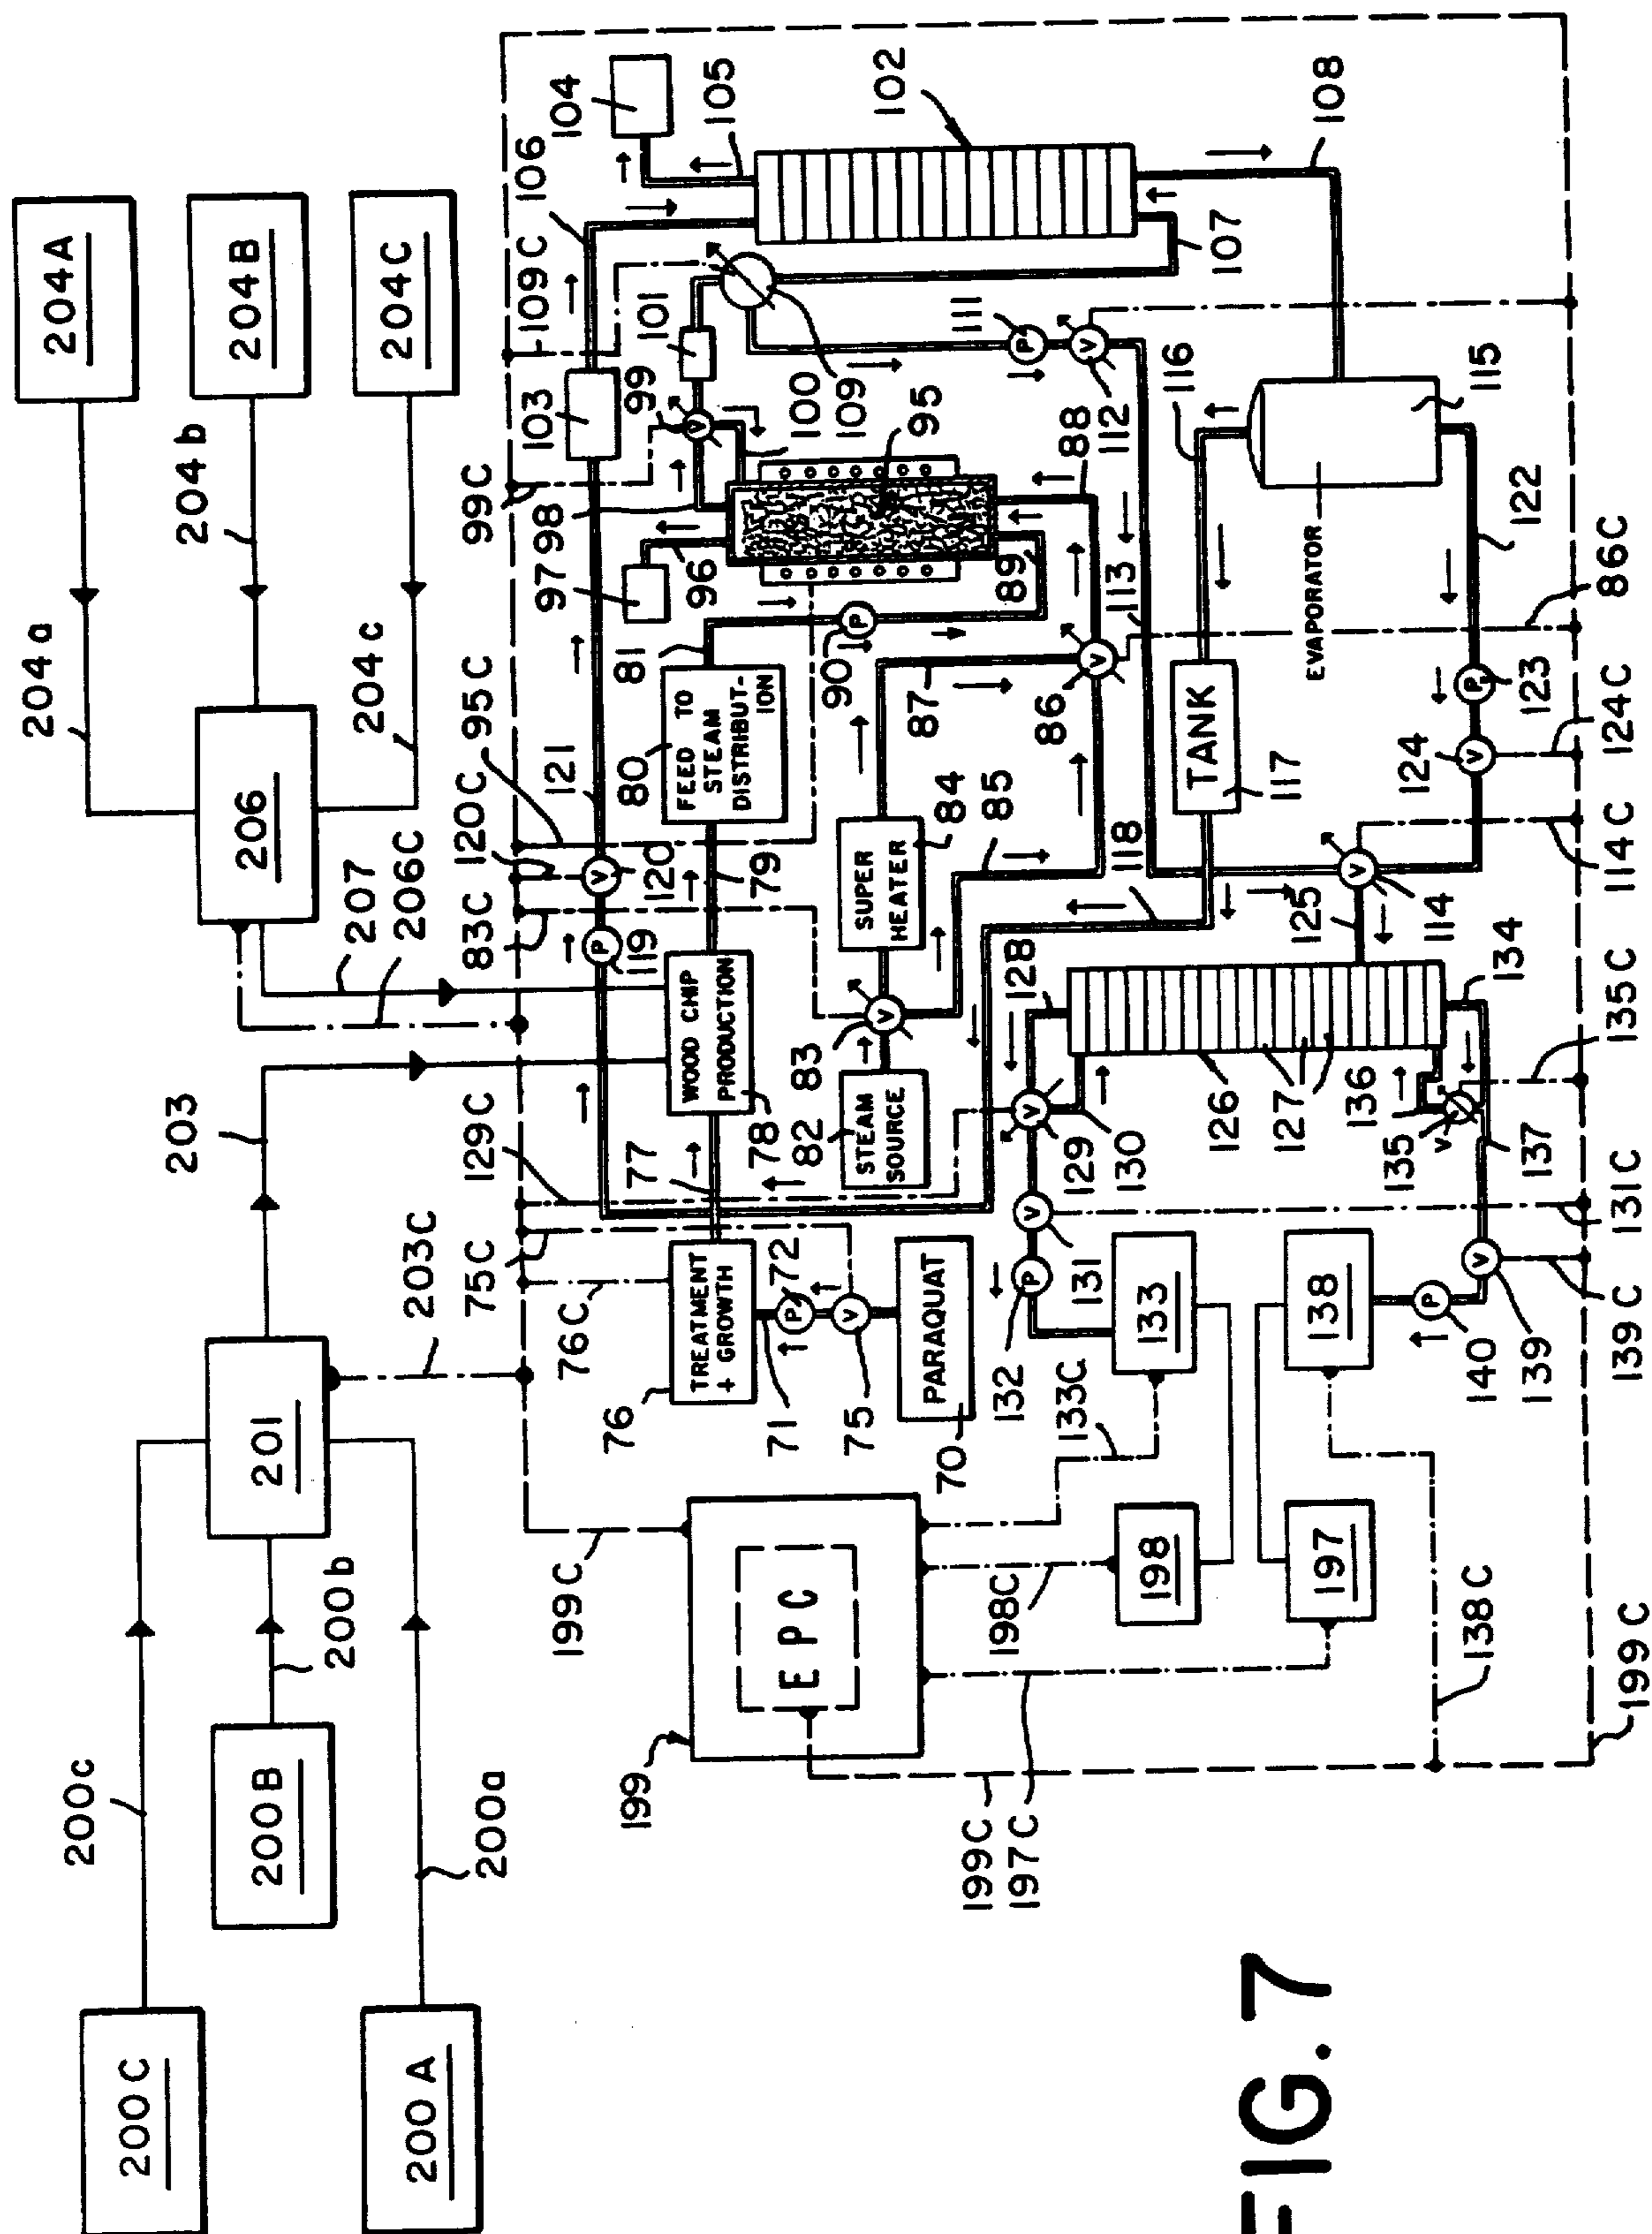 204A
204B
204C
204a
204b
204c
206
207
206C
203
201
203C
200c
200b
200a
200C
200B
200A
106
109C
104
105
102
108
107
103
99
99C
101
100
109
95
98
97
96
111
112
88
89
113
116
115
EVAPORATOR
122
86C
95C
121
81
80
FEED TO
STEAM
DISTRIBUT-
ION
90
P
87
86
V
120C
120
V
83C
119
P
79
SUPER
HEATER
84
85
118
TANK
117
123
P
124
V
124C
114C
114
V
125
WOOD CHIP
PRODUCTION
78
77
83
V
82
STEAM
SOURCE
128
129
V
130
126
127
134
135C
136
135
V
137
129C
75C
76C
TREATMENT
+ GROWTH
76
71
72
P
75
V
PARAQUAT
70
131
V
132
P
133
133C
138
131C
139C
139
V
140
P
199C
199
EPC
198C
198
197
197C
138C
199C
199C
FIG. 7